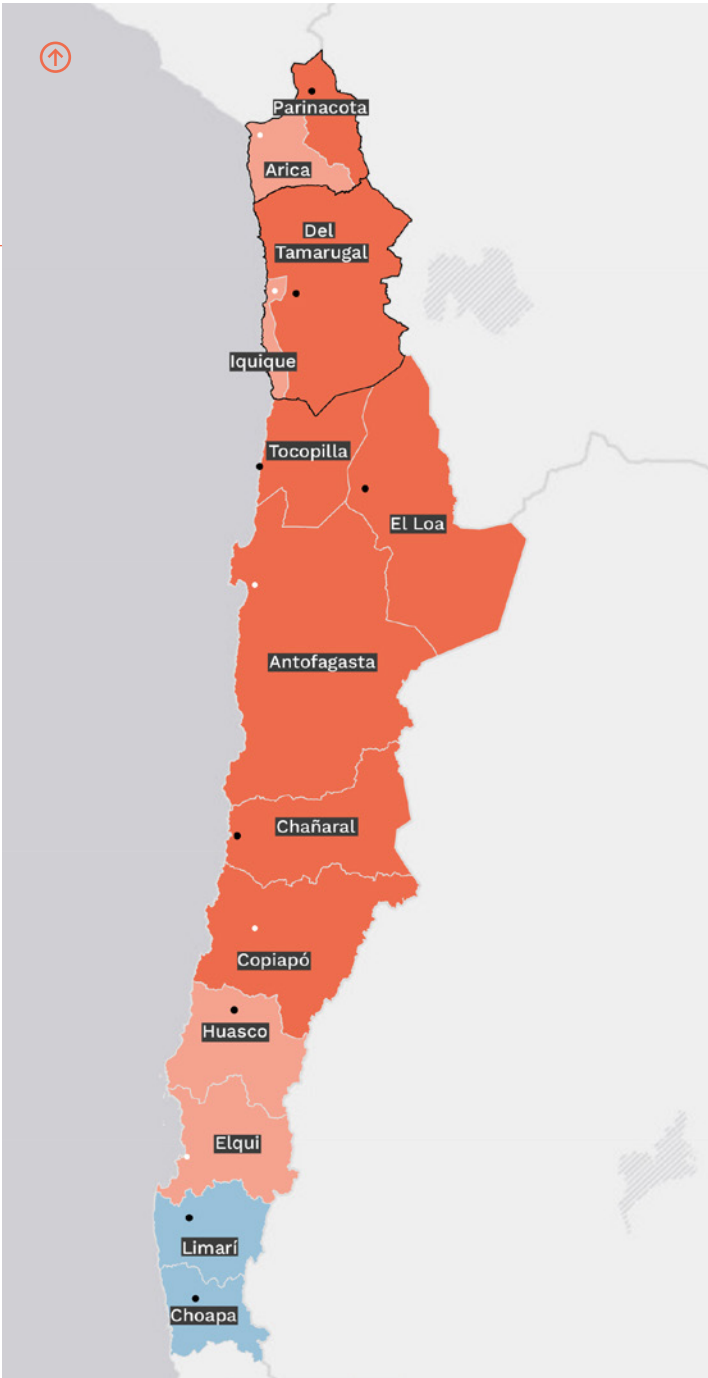 Parinacota
Arica
Del
Tamarugal
Iquique
Tocopilla
El Loa
Antofagasta
Chañaral
Copiapó
Huasco
Elqui
Limarí
Choapa